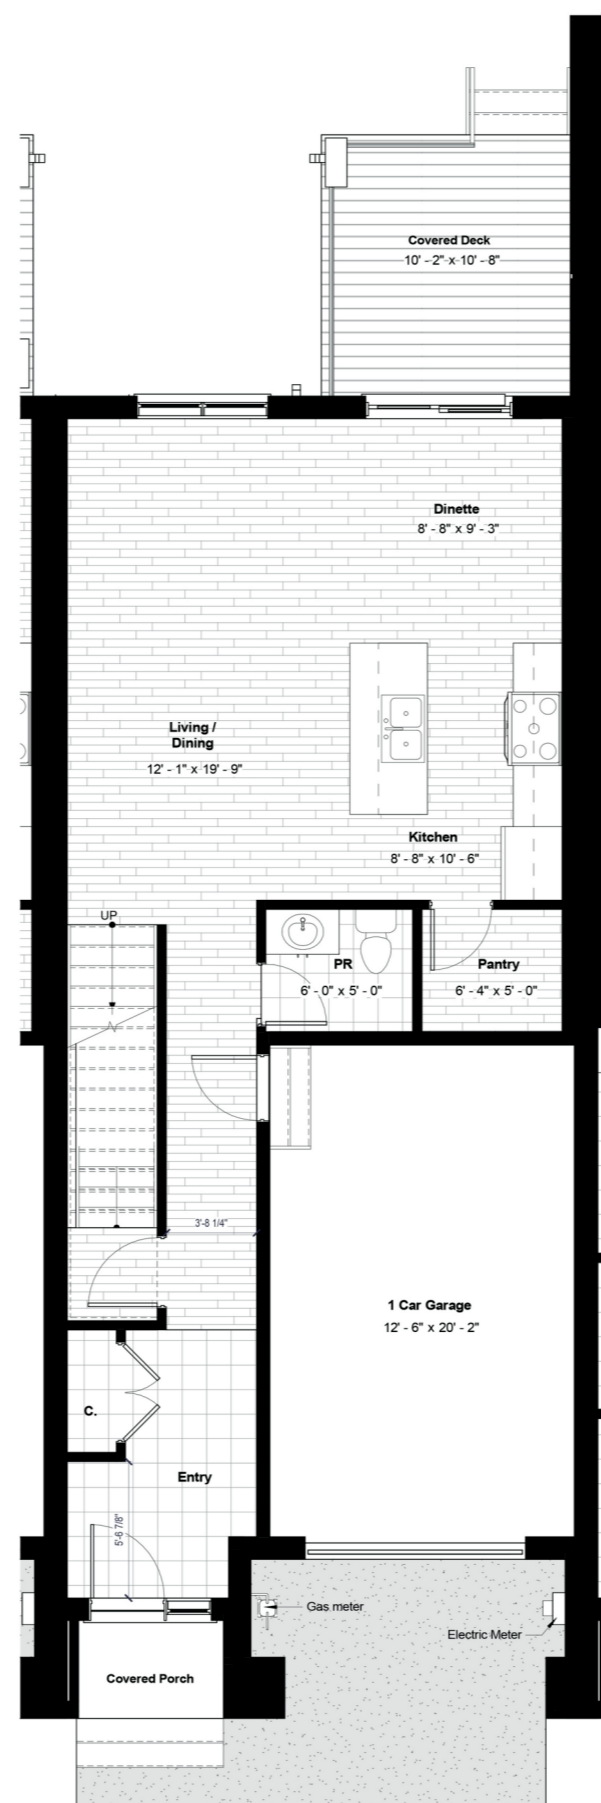 Covered Deck
10' - 2" x 10' - 8"
Dinette
8' - 8" x 9' - 3"
Living /
Dining
12' - 1" x 19' - 9"
Kitchen
8' - 8" x 10' - 6"
UP
PR
6' - 0" x 5' - 0"
Pantry
6' - 4" x 5' - 0"
3'-8 1/4"
1 Car Garage
12' - 6" x 20' - 2"
C.
Entry
5'-6 7/8"
Gas meter
Electric Meter
Covered Porch